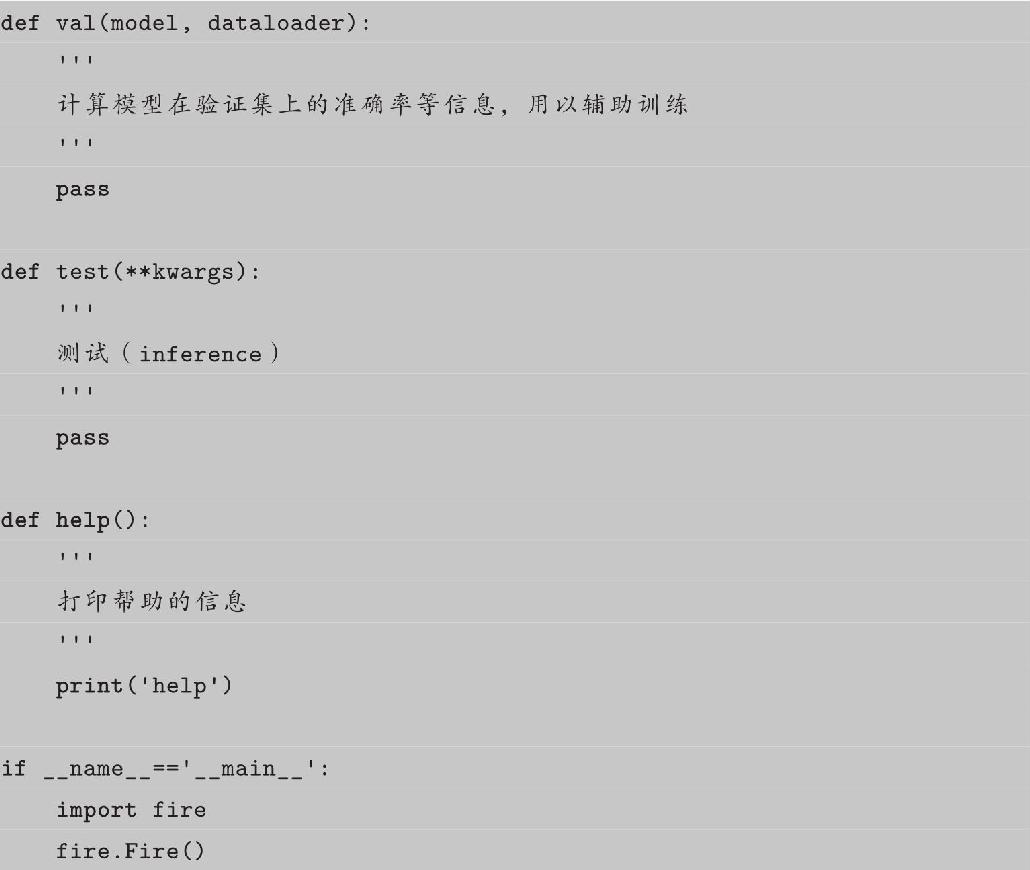 def val(model, dataloader):
    '''
    计算模型在验证集上的准确率等信息，用以辅助训练
    '''
    pass

def test(**kwargs):
    '''
    测试（inference）
    '''
    pass

def help():
    '''
    打印帮助的信息
    '''
    print('help')

if __name__=='__main__':
    import fire
    fire.Fire()